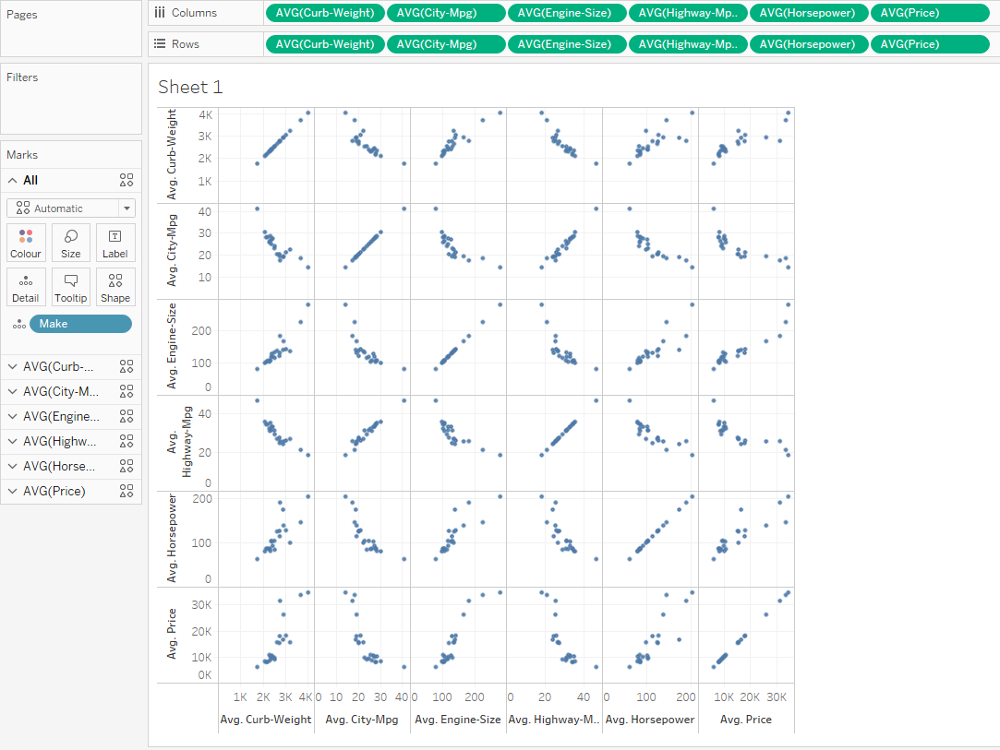 Pages
Columns
AVG(Curb-Weight)
AVG(City-Mpg)
AVG(Engine-Size)
AVG(Highway-Mp..
AVG(Horsepower)
AVG(Price)
Rows
AVG(Curb-Weight)
AVG(City-Mpg)
AVG(Engine-Size)
AVG(Highway-Mp..
AVG(Horsepower)
AVG(Price)
Filters
Marks
All
Automatic
Colour
Size
Label
Detail
Tooltip
Shape
Make
AVG(Curb-...
AVG(City-M...
AVG(Engine...
AVG(Highw...
AVG(Horse...
AVG(Price)
Sheet 1
Avg. Curb-Weight
4K
3K
2K
1K
Avg. City-Mpg
40
30
20
10
Avg. Engine-Size
200
100
0
Avg.
Highway-Mpg
40
20
0
Avg. Horsepower
200
100
0
Avg. Price
30K
20K
10K
0K
1K 2K 3K 4K
0 10 20 30 40
0 100 200
0 20 40
0 100 200
10K 20K 30K
Avg. Curb-Weight
Avg. City-Mpg
Avg. Engine-Size
Avg. Highway-M..
Avg. Horsepower
Avg. Price